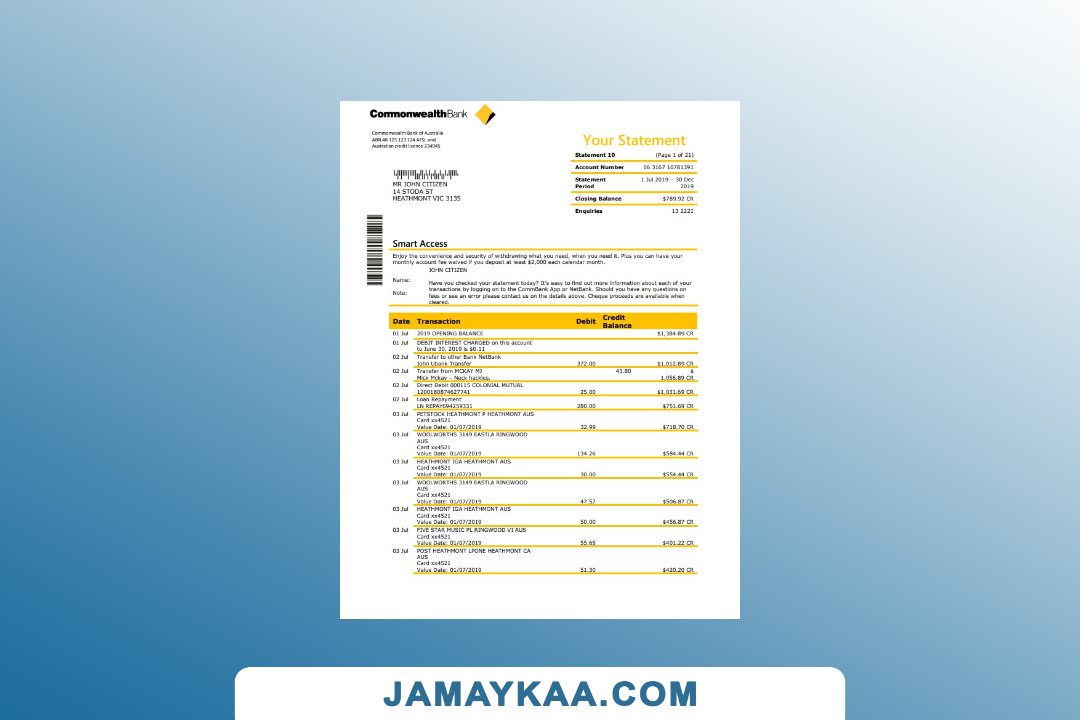 CommonwealthBank
Commonwealth Bank of Australia
ABN 48 123 123 124 AFSL and
Australian credit licence 234945
Your Statement
Statement 10 (Page 1 of 21)
Account Number 06 3167 10781391
Statement 1 Jul 2019 – 30 Dec
Period 2019
Closing Balance $789.92 CR
Enquiries 13 2221
MR JOHN CITIZEN
14 STODA ST
HEATHMONT VIC 3135
Smart Access
Enjoy the convenience and security of withdrawing what you need, when you need it. Plus you can have your
monthly account fee waived if you deposit at least $2,000 each calendar month.
JOHN CITIZEN
Name:
Note:
Have you checked your statement today? It's easy to find out more information about each of your
transactions by logging on to the CommBank App or NetBank. Should you have any questions on
fees or see an error please contact us on the details above. Cheque proceeds are available when
cleared.
Date Transaction Debit Credit
Balance
01 Jul 2019 OPENING BALANCE $1,384.89 CR
01 Jul DEBIT INTEREST CHARGED on this account
to June 30, 2019 is $0.11
02 Jul Transfer to other Bank NetBank
John Ubank Transfer 372.00 $1,012.89 CR
02 Jul Transfer from MCKAY MJ 43.80 $
Mick Mckay – Neck hackles. 1,056.89 CR
02 Jul Direct Debit 000115 COLONIAL MUTUAL
1200180874627741 25.00 $1,031.69 CR
02 Jul Loan Repayment
LN REPAY694259331 280.00 $751.69 CR
03 Jul PETSTOCK HEATHMONT P HEATHMONT AUS
Card xx4521
Value Date: 01/07/2019 32.99 $718.70 CR
03 Jul WOOLWORTHS 3149 EASTLA RINGWOOD
AUS
Card xx4521
Value Date: 01/07/2019 134.26 $584.44 CR
03 Jul HEATHMONT IGA HEATHMONT AUS
Card xx4521
Value Date: 01/07/2019 30.00 $554.44 CR
03 Jul WOOLWORTHS 3149 EASTLA RINGWOOD
AUS
Card xx4521
Value Date: 01/07/2019 47.57 $506.87 CR
03 Jul HEATHMONT IGA HEATHMONT AUS
Card xx4521
Value Date: 01/07/2019 50.00 $456.87 CR
03 Jul FIVE STAR MUSIC PL RINGWOOD VI AUS
Card xx4521
Value Date: 01/07/2019 55.65 $401.22 CR
03 Jul POST HEATHMONT LPONE HEATHMONT CA
AUS
Card xx4521
Value Date: 01/07/2019 51.30 $420.20 CR
JAMAYKAA.COM